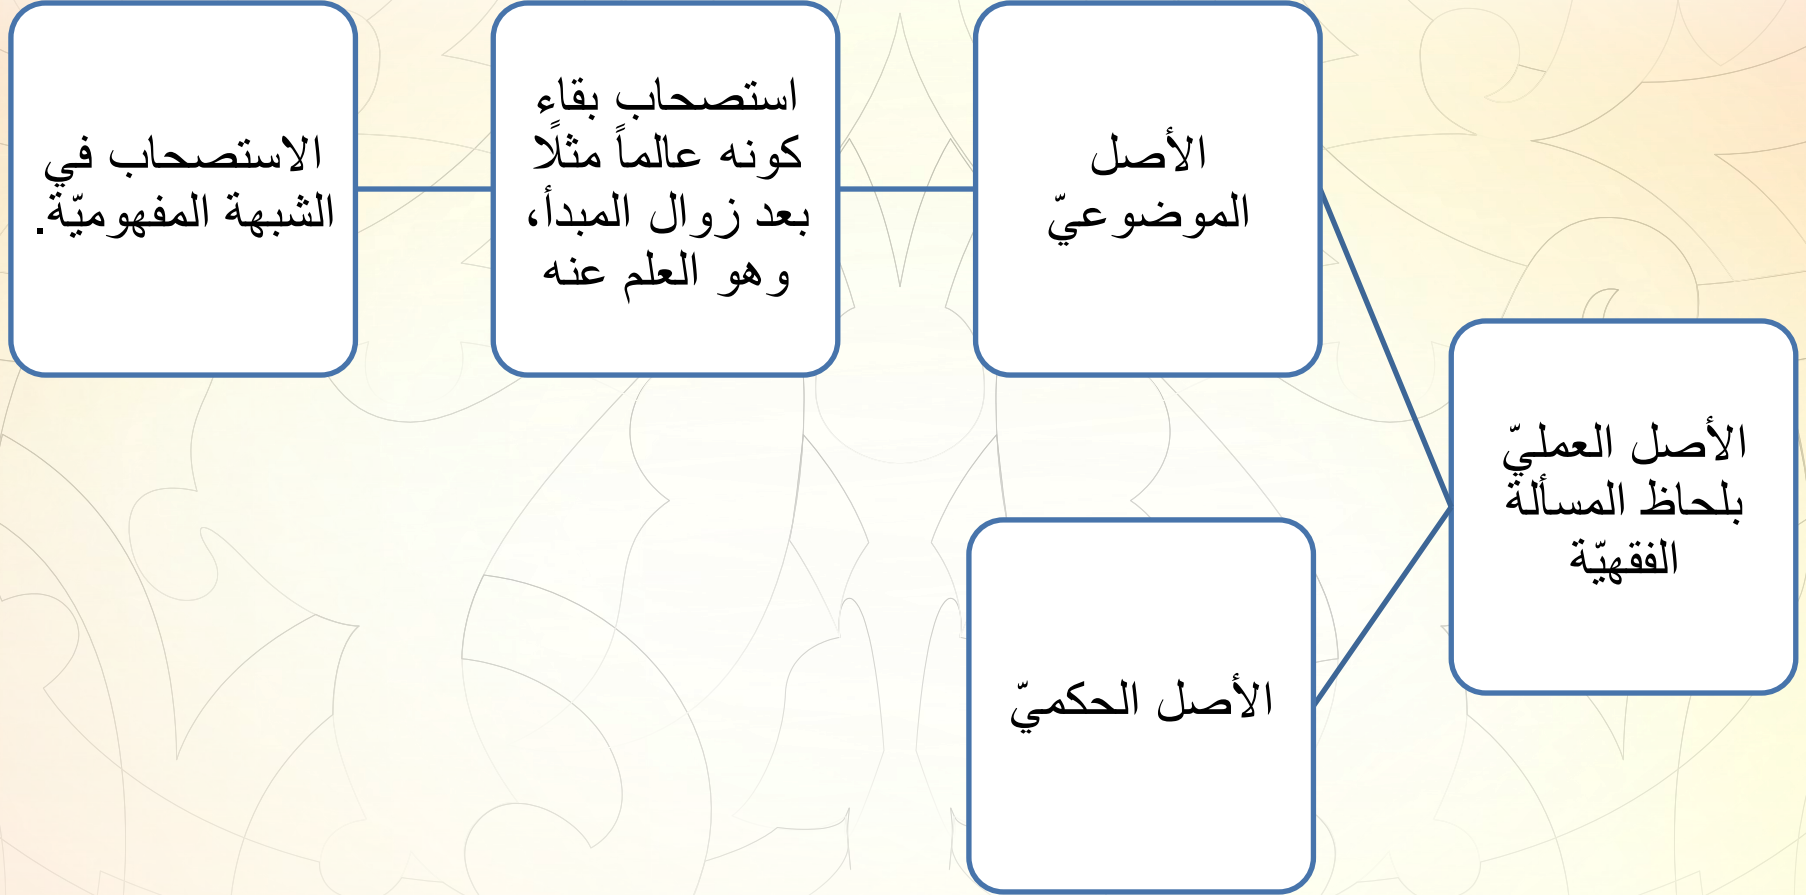 الأصل العمليّ
بلحاظ المسألة
الفقهيّة
الأصل
الموضوعيّ
استصحاب بقاء
كونه عالماً مثلًا
بعد زوال المبدأ،
وهو العلم عنه
الاستصحاب في
الشبهة المفهوميّة.
الأصل الحكميّ